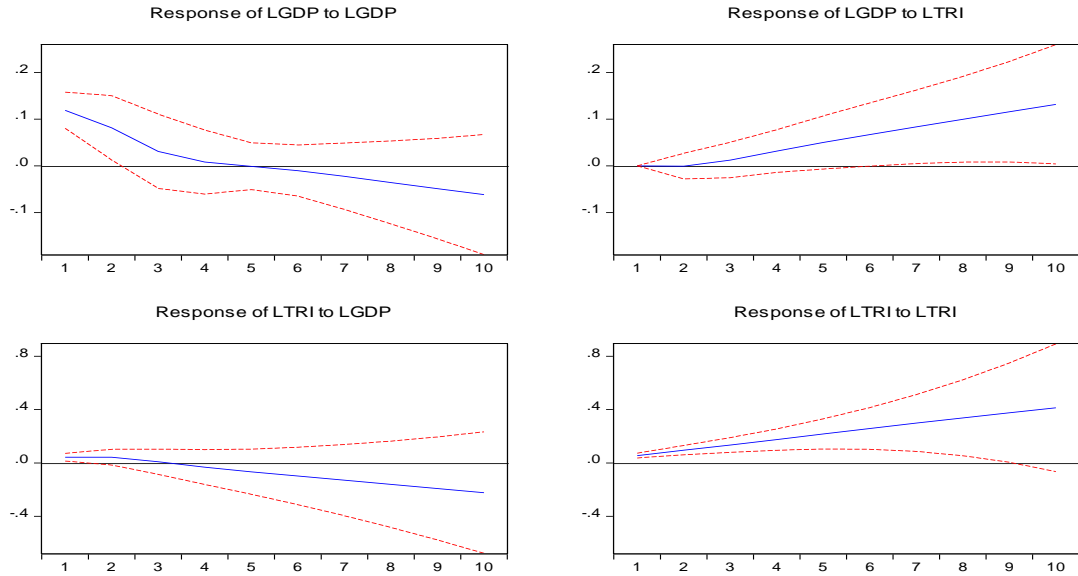 Response of LGDP to LGDP
.2
.1
.0
-.1
1 2 3 4 5 6 7 8 9 10
Response of LGDP to LTRI
.2
.1
.0
-.1
1 2 3 4 5 6 7 8 9 10
Response of LTRI to LGDP
.8
.4
.0
-.4
1 2 3 4 5 6 7 8 9 10
Response of LTRI to LTRI
.8
.4
.0
-.4
1 2 3 4 5 6 7 8 9 10